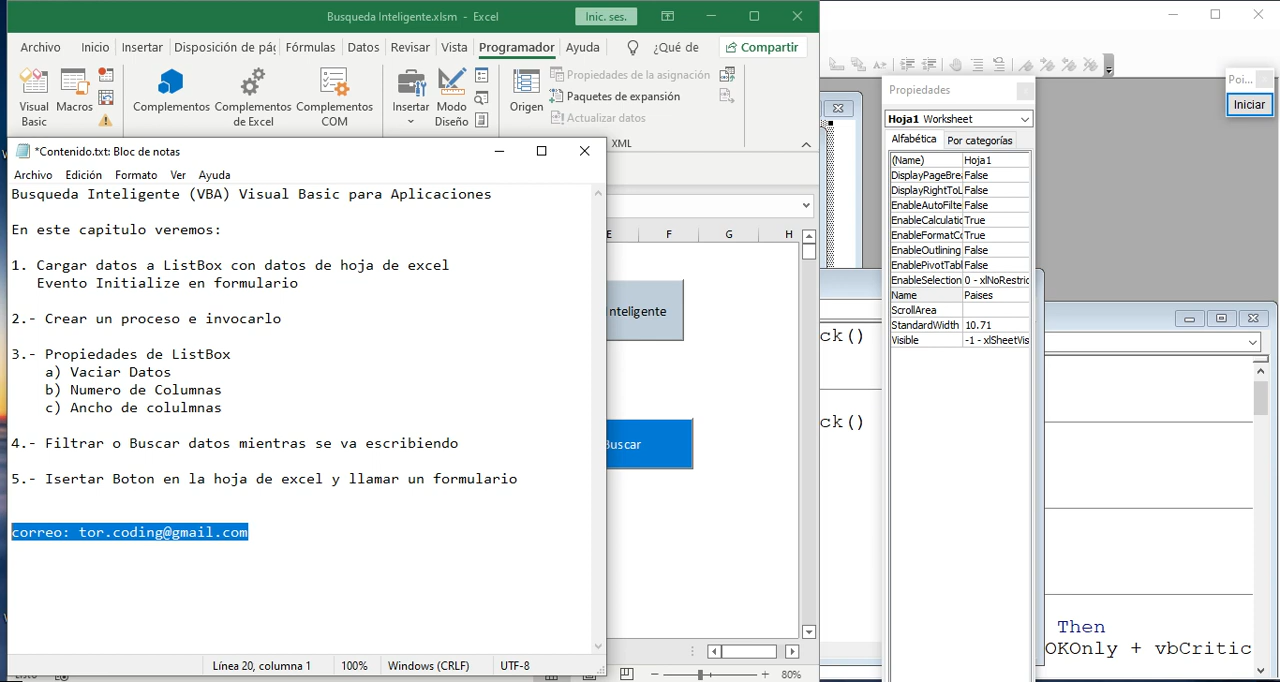 Busqueda Inteligente.xlsm - Excel
Inic. ses.
Archivo Inicio Insertar Disposición de pág Fórmulas Datos Revisar Vista Programador Ayuda ¿Qué de Compartir
Visual Basic
Macros
Complementos
Complementos de Excel
Complementos COM
Insertar
Modo Diseño
Origen
Propiedades de la asignación
Paquetes de expansión
Actualizar datos
XML
*Contenido.txt: Bloc de notas
Archivo Edición Formato Ver Ayuda
Busqueda Inteligente (VBA) Visual Basic para Aplicaciones
En este capitulo veremos:
1. Cargar datos a ListBox con datos de hoja de excel
Evento Initialize en formulario
2.- Crear un proceso e invocarlo
3.- Propiedades de ListBox
a) Vaciar Datos
b) Numero de Columnas
c) Ancho de colulmnas
4.- Filtrar o Buscar datos mientras se va escribiendo
5.- Isertar Boton en la hoja de excel y llamar un formulario
correo: tor.coding@gmail.com
Línea 20, columna 1 100% Windows (CRLF) UTF-8
E F G H
nteligente
Buscar
80%
Propiedades
Hoja1 Worksheet
Alfabética Por categorías
(Name) Hoja1
DisplayPageBrea False
DisplayRightToL False
EnableAutoFilte False
EnableCalculatic True
EnableFormatCo True
EnableOutlining False
EnablePivotTabl False
EnableSelection 0 - xlNoRestric
Name Paises
ScrollArea
StandardWidth 10.71
Visible -1 - xlSheetVis
Poi...
Iniciar
ck()
ck()
Then
OKOnly + vbCritic